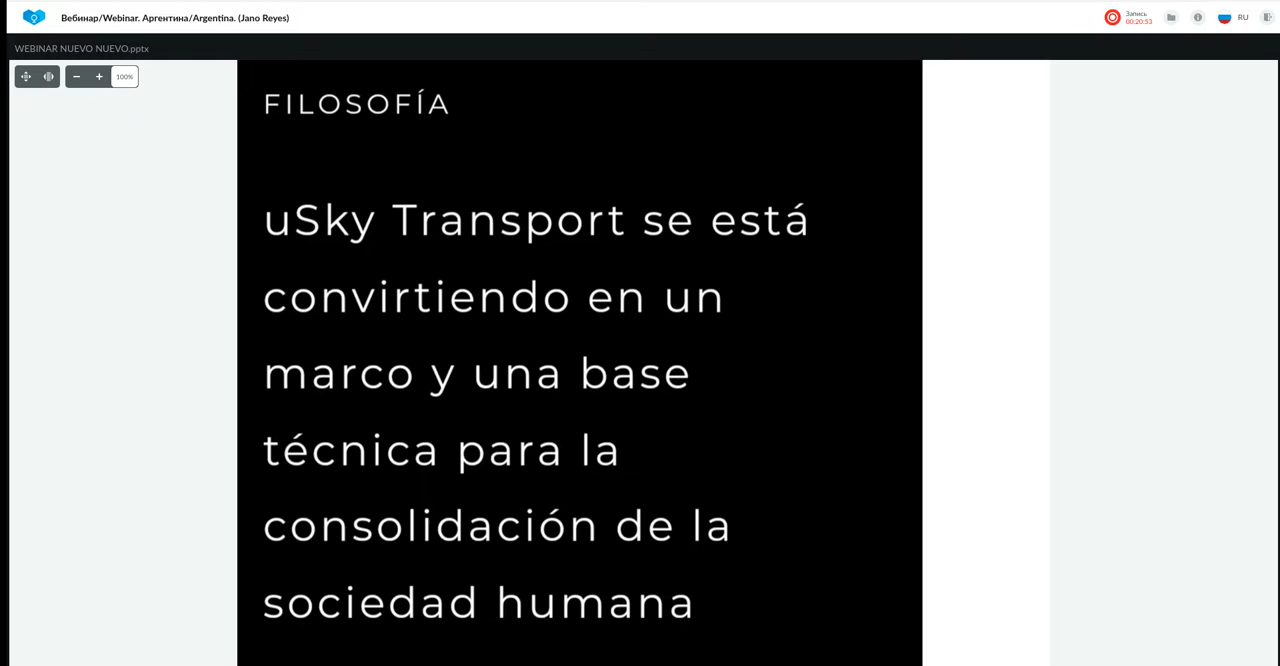 Вебинар/Webinar. Аргентина/Argentina. (Jano Reyes)
Запись
00:20:53
RU
WEBINAR NUEVO NUEVO.pptx
100%
FILOSOFÍA
uSky Transport se está
convirtiendo en un
marco y una base
técnica para la
consolidación de la
sociedad humana